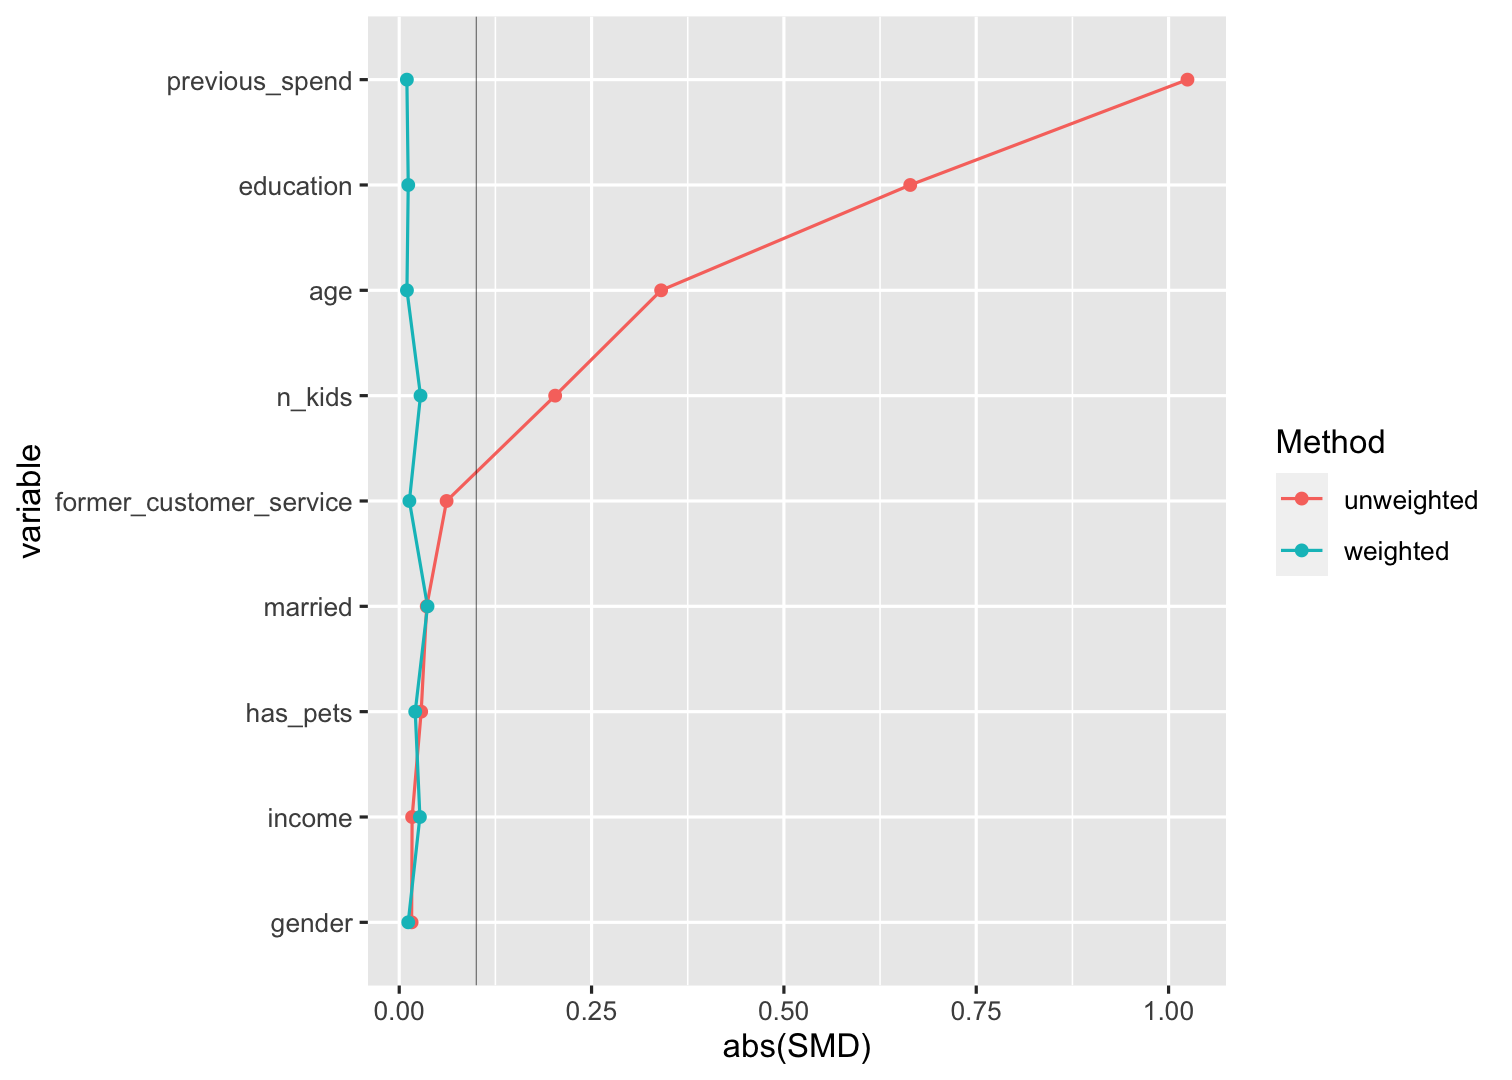 previous_spend
education
age
n_kids
former_customer_service
married
has_pets
income
gender
variable
0.00 0.25 0.50 0.75 1.00
abs(SMD)
Method
unweighted
weighted